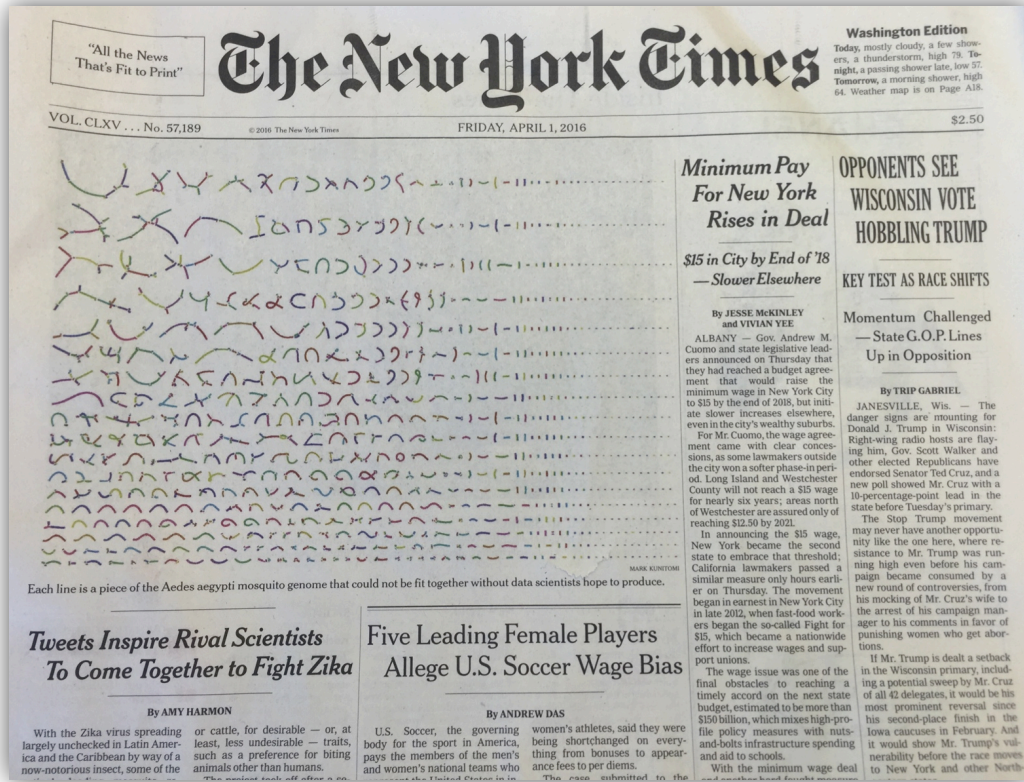 "All the News
That's Fit to Print"
The New York Times
Washington Edition
Today, mostly cloudy, a few show-
ers, a thunderstorm, high 79. To-
night, a passing shower late, low 57.
Tomorrow, a morning shower, high
64. Weather map is on Page A18.
VOL. CLXV . . . No. 57,189
© 2016 The New York Times
FRIDAY, APRIL 1, 2016
$2.50
MARK KUNITOMI
Each line is a piece of the Aedes aegypti mosquito genome that could not be fit together without data scientists hope to produce.
Tweets Inspire Rival Scientists
To Come Together to Fight Zika
By AMY HARMON
With the Zika virus spreading
largely unchecked in Latin Amer-
ica and the Caribbean by way of a
now-notorious insect, some of the
or cattle, for desirable — or, at
least, less undesirable — traits,
such as a preference for biting
animals other than humans.
The project took off after a
Five Leading Female Players
Allege U.S. Soccer Wage Bias
By ANDREW DAS
U.S. Soccer, the governing
body for the sport in America,
pays the members of the men's
and women's national teams who
women's athletes, said they were
being shortchanged on every-
thing from bonuses to appear-
ance fees to per diems.
The case, submitted to the
Minimum Pay
For New York
Rises in Deal
$15 in City by End of '18
— Slower Elsewhere
By JESSE McKINLEY
and VIVIAN YEE
ALBANY — Gov. Andrew M.
Cuomo and state legislative lead-
ers announced on Thursday that
they had reached a budget agree-
ment that would raise the
minimum wage in New York City
to $15 by the end of 2018, but initi-
ate slower increases elsewhere,
even in the city's wealthy suburbs.
For Mr. Cuomo, the wage agree-
ment came with clear conces-
sions, as some lawmakers outside
the city won a softer phase-in peri-
od. Long Island and Westchester
County will not reach a $15 wage
for nearly six years; areas north
of Westchester are assured only of
reaching $12.50 by 2021.
In announcing the $15 wage,
New York became the second
state to embrace that threshold;
California lawmakers passed a
similar measure only hours earli-
er on Thursday. The movement
began in earnest in New York City
in late 2012, when fast-food work-
ers began the so-called Fight for
$15, which became a nationwide
effort to increase wages and sup-
port unions.
The wage issue was one of the
final obstacles to reaching a
timely accord on the next state
budget, estimated to be more than
$150 billion, which mixes high-pro-
file policy measures with nuts-
and-bolts infrastructure spending
and aid to schools.
With the minimum wage deal
OPPONENTS SEE
WISCONSIN VOTE
HOBBLING TRUMP
KEY TEST AS RACE SHIFTS
Momentum Challenged
— State G.O.P. Lines
Up in Opposition
By TRIP GABRIEL
JANESVILLE, Wis. — The
danger signs are mounting for
Donald J. Trump in Wisconsin:
Right-wing radio hosts are flay-
ing him, Gov. Scott Walker and
other elected Republicans have
endorsed Senator Ted Cruz, and a
new poll showed Mr. Cruz with a
10-percentage-point lead in the
state before Tuesday's primary.
The Stop Trump movement
may never have another opportu-
nity like the one here, where re-
sistance to Mr. Trump was run-
ning high even before his cam-
paign became consumed by a
new round of controversies, from
his mocking of Mr. Cruz's wife to
the arrest of his campaign man-
ager to his comments in favor of
punishing women who get abor-
tions.
If Mr. Trump is dealt a setback
in the Wisconsin primary, includ-
ing a potential sweep by Mr. Cruz
of all 42 delegates, it would be his
most prominent reversal since
his second-place finish in the
Iowa caucuses in February. And
it would show Mr. Trump's vul-
nerability before the race moves
to New York and other North-